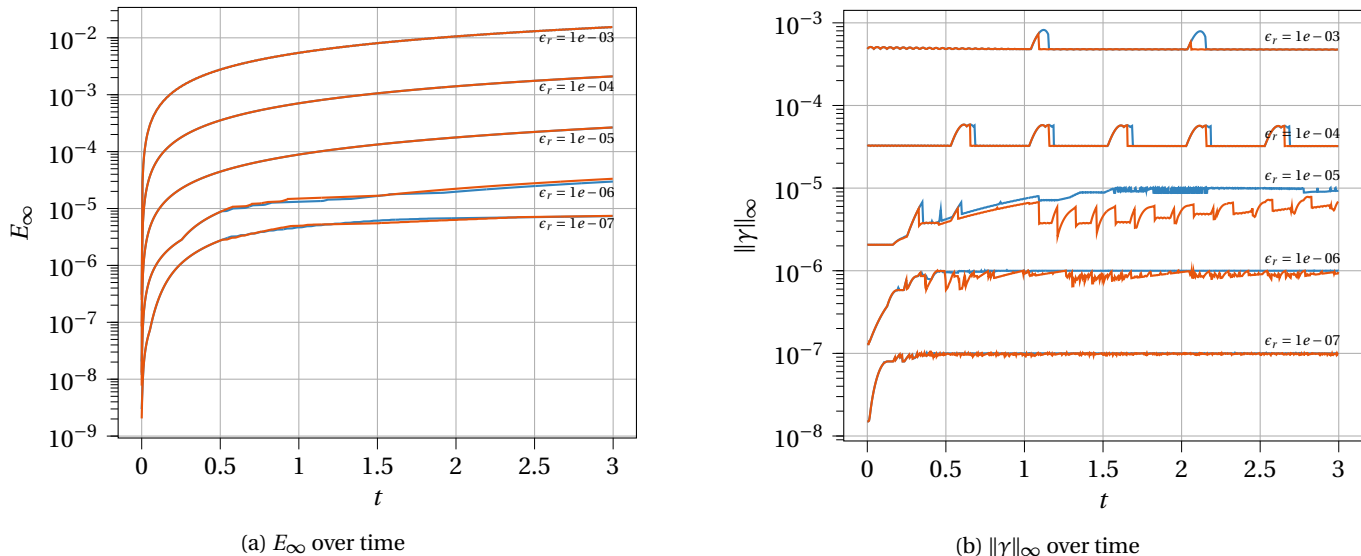 10⁻²
10⁻³
10⁻⁴
10⁻⁵
10⁻⁶
10⁻⁷
10⁻⁸
10⁻⁹
E∞
ϵᵣ = 1e−03
ϵᵣ = 1e−04
ϵᵣ = 1e−05
ϵᵣ = 1e−06
ϵᵣ = 1e−07
0 0.5 1 1.5 2 2.5 3
t
(a) E∞ over time
10⁻³
10⁻⁴
10⁻⁵
10⁻⁶
10⁻⁷
10⁻⁸
‖γ‖∞
ϵᵣ = 1e−03
ϵᵣ = 1e−04
ϵᵣ = 1e−05
ϵᵣ = 1e−06
ϵᵣ = 1e−07
0 0.5 1 1.5 2 2.5 3
t
(b) ‖γ‖∞ over time